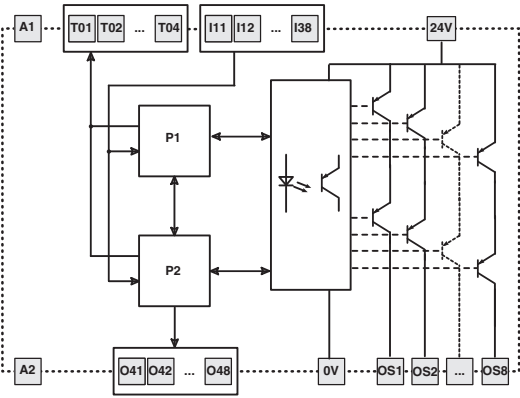 A1 T01 T02 ... T04 I11 I12 ... I38 24V
P1
P2
A2 O41 O42 ... O48 0V OS1 OS2 ... OS8